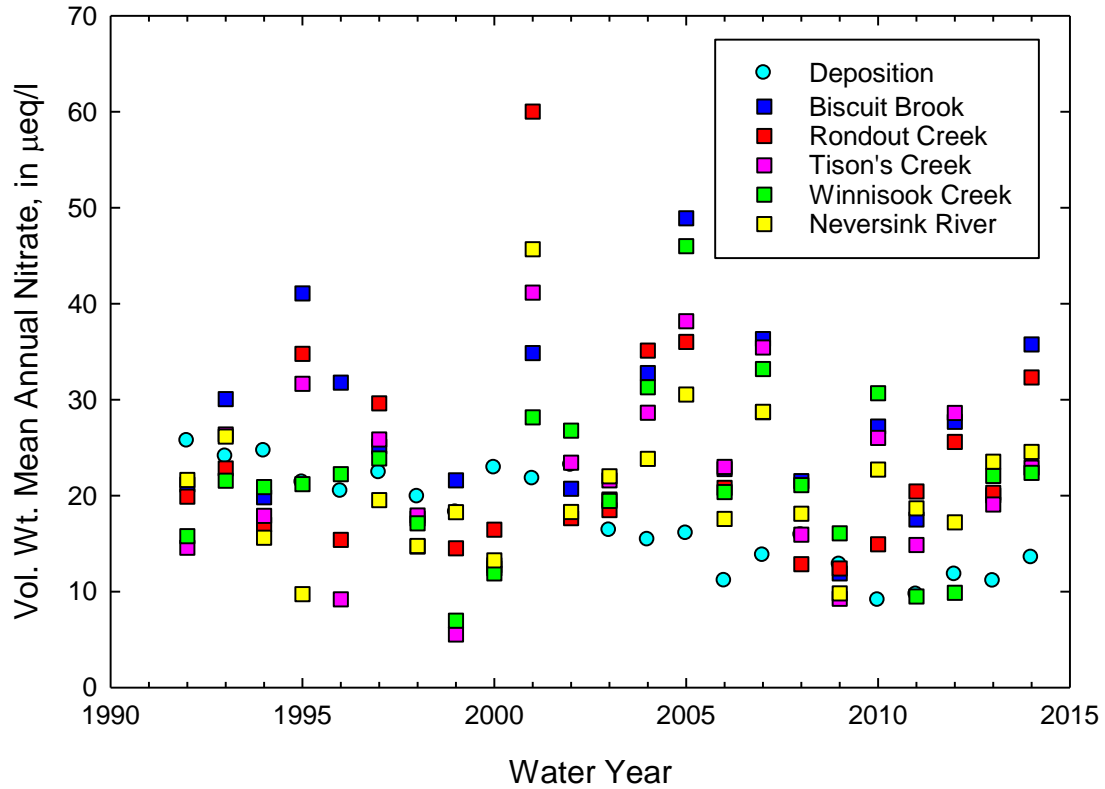 Vol. Wt. Mean Annual Nitrate, in µeq/l
70
60
50
40
30
20
10
0
Deposition
Biscuit Brook
Rondout Creek
Tison's Creek
Winnisook Creek
Neversink River
1990 1995 2000 2005 2010 2015
Water Year